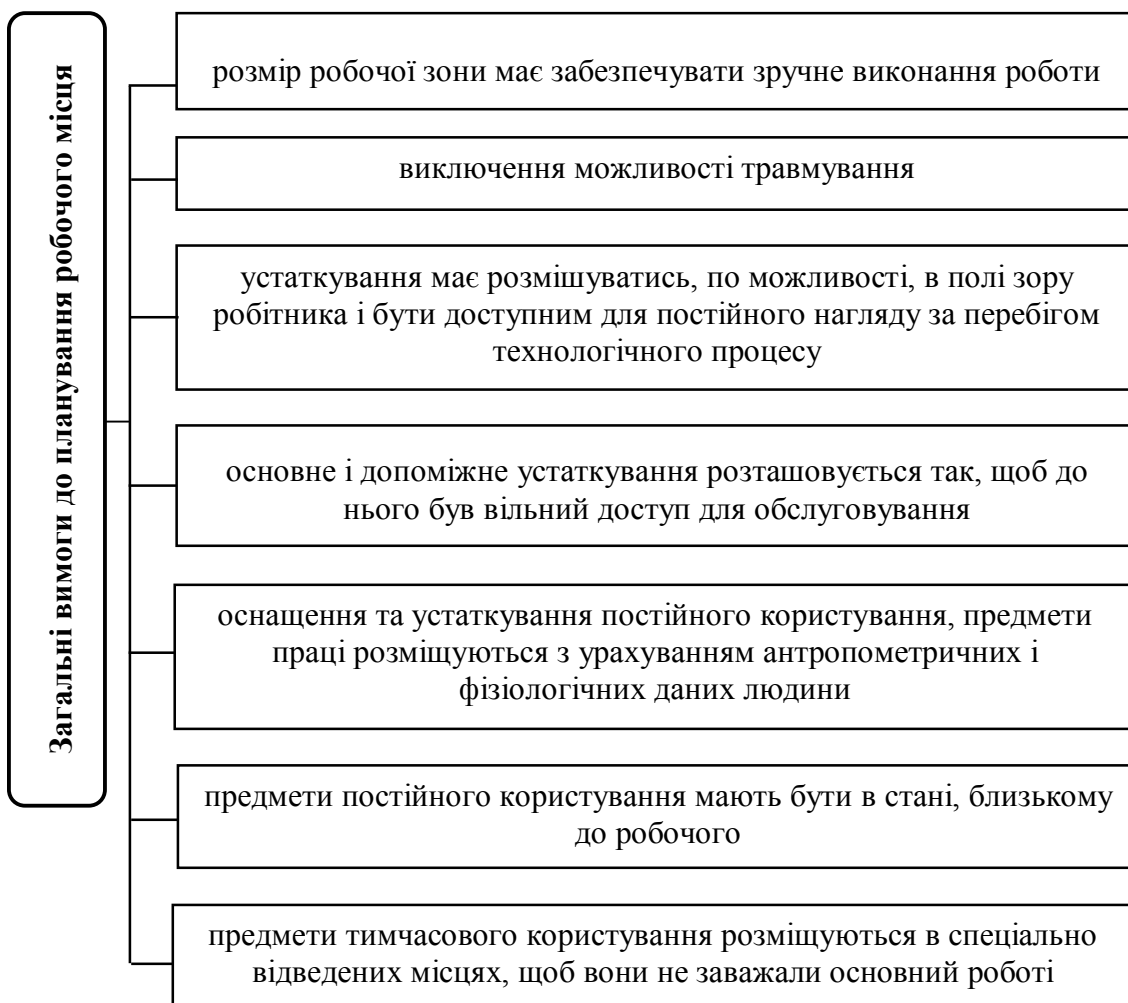 Загальні вимоги до планування робочого місця
розмір робочої зони має забезпечувати зручне виконання роботи
виключення можливості травмування
устаткування має розмішуватись, по можливості, в полі зору
робітника і бути доступним для постійного нагляду за перебігом
технологічного процесу
основне і допоміжне устаткування розташовується так, щоб до
нього був вільний доступ для обслуговування
оснащення та устаткування постійного користування, предмети
праці розміщуються з урахуванням антропометричних і
фізіологічних даних людини
предмети постійного користування мають бути в стані, близькому
до робочого
предмети тимчасового користування розміщуються в спеціально
відведених місцях, щоб вони не заважали основний роботі